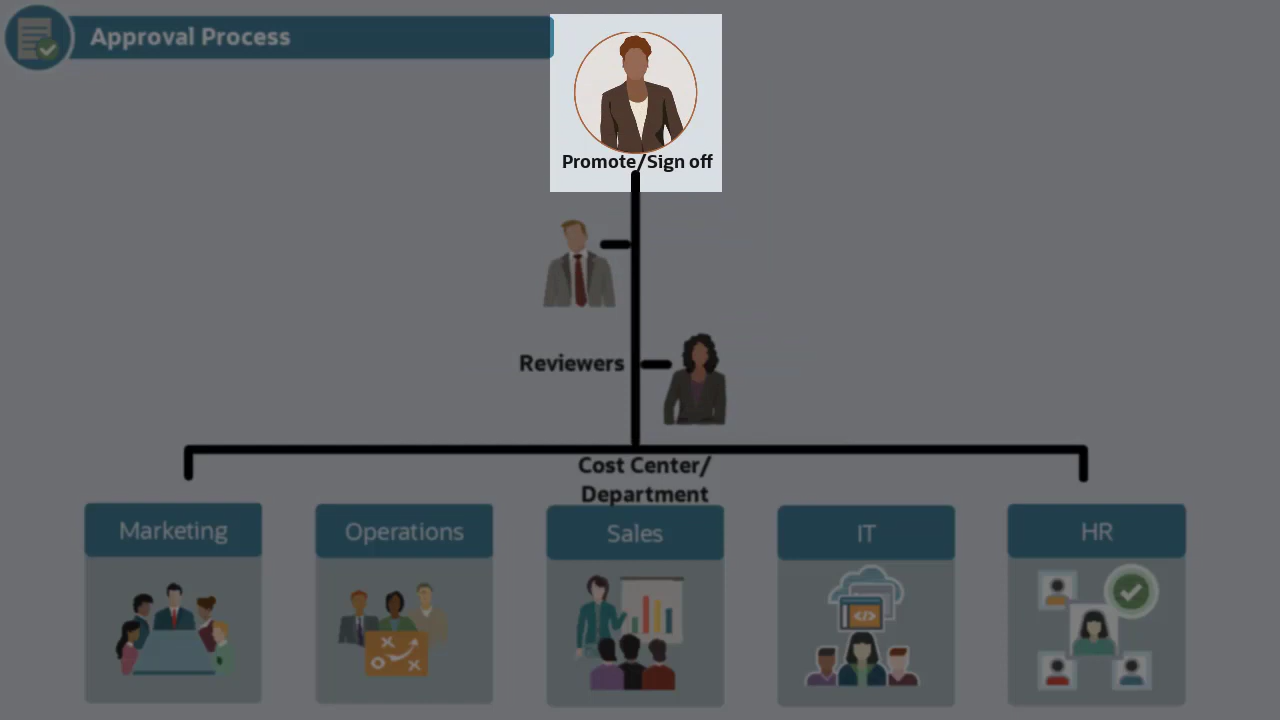 Approval Process
Promote/Sign off
Reviewers
Cost Center/
Department
Marketing
Operations
Sales
IT
HR
</>